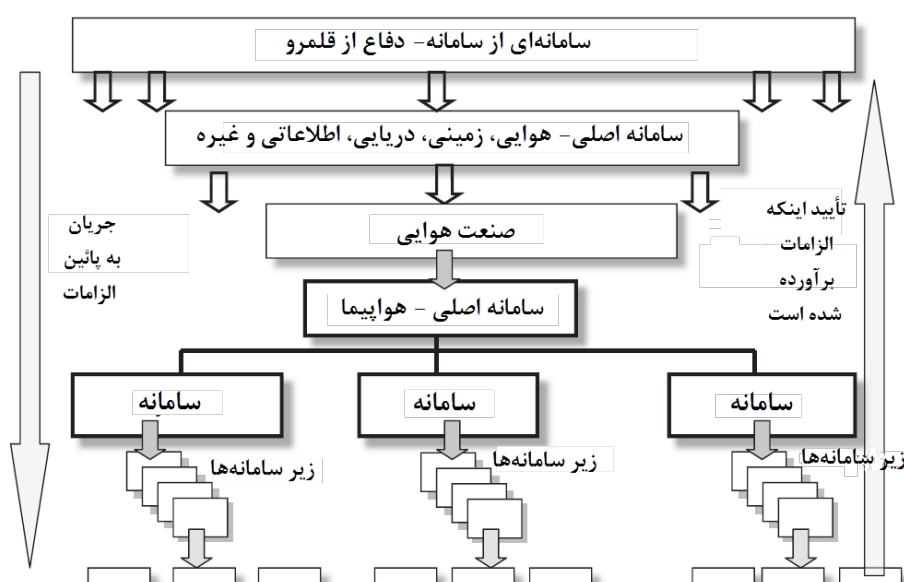 سامانه‌ای از سامانه- دفاع از قلمرو
سامانه اصلی- هوایی، زمینی، دریایی، اطلاعاتی و غیره
صنعت هوایی
جریان
به پائین
الزامات
تأیید اینکه
الزامات
برآورده
شده است
سامانه اصلی - هواپیما
سامانه
سامانه
سامانه
زیر سامانه‌ها
زیر سامانه‌ها
زیر سامانه‌ها